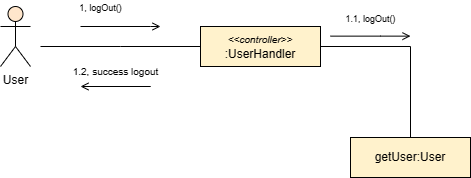 1, logOut()
1.1, logOut()
<<controller>>
:UserHandler
User
1.2, success logout
getUser:User